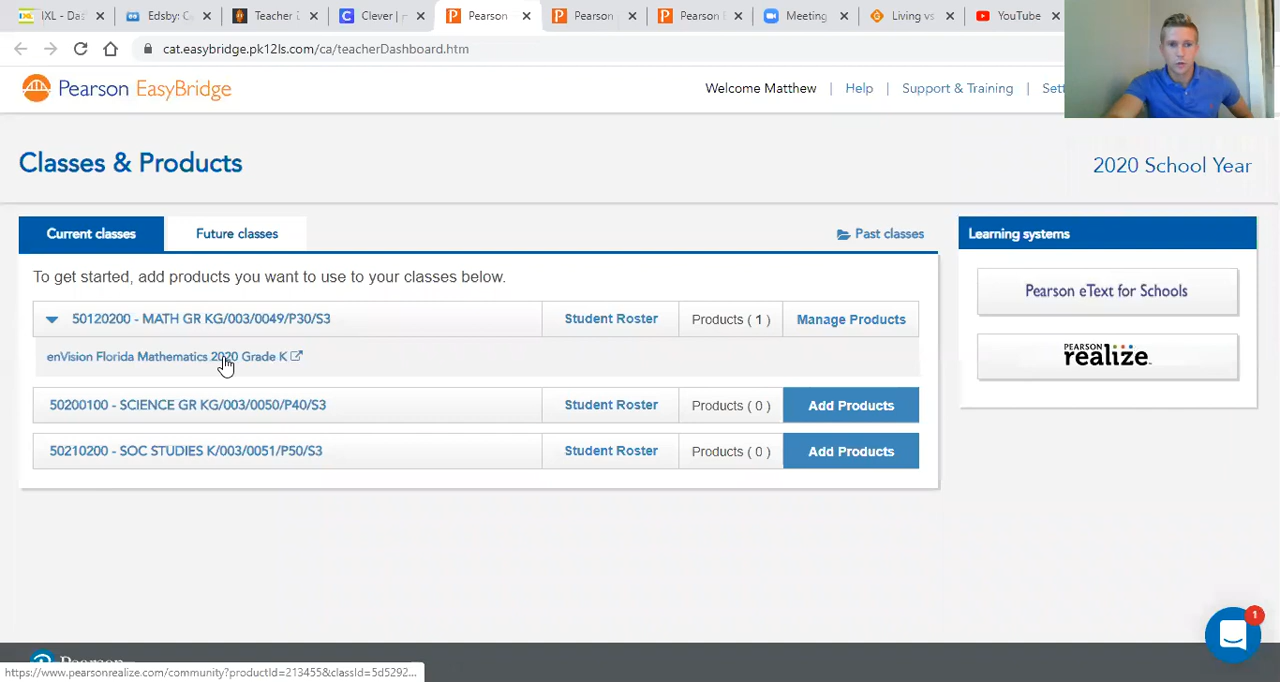 IXL - Da
Edsby: C
Teacher
Clever | r
Pearson
Pearson
Pearson
Meeting
Living vs
YouTube
cat.easybridge.pk12ls.com/ca/teacherDashboard.htm
Pearson EasyBridge
Welcome Matthew | Help | Support & Training |
Classes & Products
2020 School Year
Current classes
Future classes
Past classes
Learning systems
To get started, add products you want to use to your classes below.
50120200 - MATH GR KG/003/0049/P30/S3 Student Roster Products ( 1 ) Manage Products
enVision Florida Mathematics 2020 Grade K
50200100 - SCIENCE GR KG/003/0050/P40/S3 Student Roster Products ( 0 ) Add Products
50210200 - SOC STUDIES K/003/0051/P50/S3 Student Roster Products ( 0 ) Add Products
Pearson eText for Schools
PEARSON
realize
1
Pearson
https://www.pearsonrealize.com/community?productId=213455&classId=5d5292...